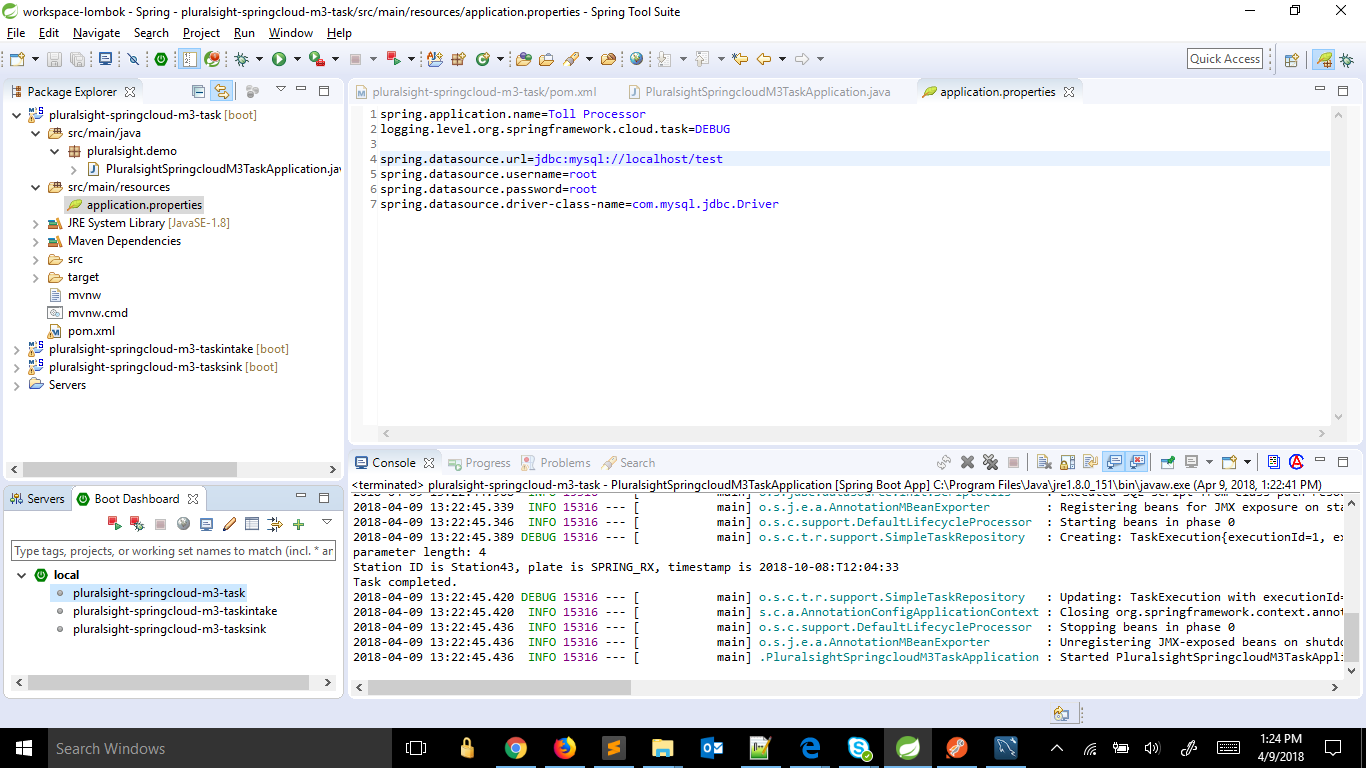 workspace-lombok - Spring - pluralsight-springcloud-m3-task/src/main/resources/application.properties - Spring Tool Suite
File Edit Navigate Search Project Run Window Help
Quick Access
Package Explorer
pluralsight-springcloud-m3-task/pom.xml PluralsightSpringcloudM3TaskApplication.java application.properties
pluralsight-springcloud-m3-task [boot]
src/main/java
pluralsight.demo
PluralsightSpringcloudM3TaskApplication.jav
src/main/resources
application.properties
JRE System Library [JavaSE-1.8]
Maven Dependencies
src
target
mvnw
mvnw.cmd
pom.xml
pluralsight-springcloud-m3-taskintake [boot]
pluralsight-springcloud-m3-tasksink [boot]
Servers
1 spring.application.name=Toll Processor
2 logging.level.org.springframework.cloud.task=DEBUG
3
4 spring.datasource.url=jdbc:mysql://localhost/test
5 spring.datasource.username=root
6 spring.datasource.password=root
7 spring.datasource.driver-class-name=com.mysql.jdbc.Driver
Servers Boot Dashboard
Type tags, projects, or working set names to match (incl. * ar
local
pluralsight-springcloud-m3-task
pluralsight-springcloud-m3-taskintake
pluralsight-springcloud-m3-tasksink
Console Progress Problems Search
<terminated> pluralsight-springcloud-m3-task - PluralsightSpringcloudM3TaskApplication [Spring Boot App] C:\Program Files\Java\jre1.8.0_151\bin\javaw.exe (Apr 9, 2018, 1:22:41 PM)
2018-04-09 13:22:45.339 INFO 15316 --- [ main] o.s.j.e.a.AnnotationMBeanExporter : Registering beans for JMX exposure on sta
2018-04-09 13:22:45.346 INFO 15316 --- [ main] o.s.c.support.DefaultLifecycleProcessor : Starting beans in phase 0
2018-04-09 13:22:45.389 DEBUG 15316 --- [ main] o.s.c.t.r.support.SimpleTaskRepository : Creating: TaskExecution{executionId=1, ex
parameter length: 4
Station ID is Station43, plate is SPRING_RX, timestamp is 2018-10-08:T12:04:33
Task completed.
2018-04-09 13:22:45.420 DEBUG 15316 --- [ main] o.s.c.t.r.support.SimpleTaskRepository : Updating: TaskExecution with executionId=
2018-04-09 13:22:45.420 INFO 15316 --- [ main] s.c.a.AnnotationConfigApplicationContext : Closing org.springframework.context.annot
2018-04-09 13:22:45.436 INFO 15316 --- [ main] o.s.c.support.DefaultLifecycleProcessor : Stopping beans in phase 0
2018-04-09 13:22:45.436 INFO 15316 --- [ main] o.s.j.e.a.AnnotationMBeanExporter : Unregistering JMX-exposed beans on shutdo
2018-04-09 13:22:45.436 INFO 15316 --- [ main] .PluralsightSpringcloudM3TaskApplication : Started PluralsightSpringcloudM3TaskAppli
Search Windows
1:24 PM
4/9/2018